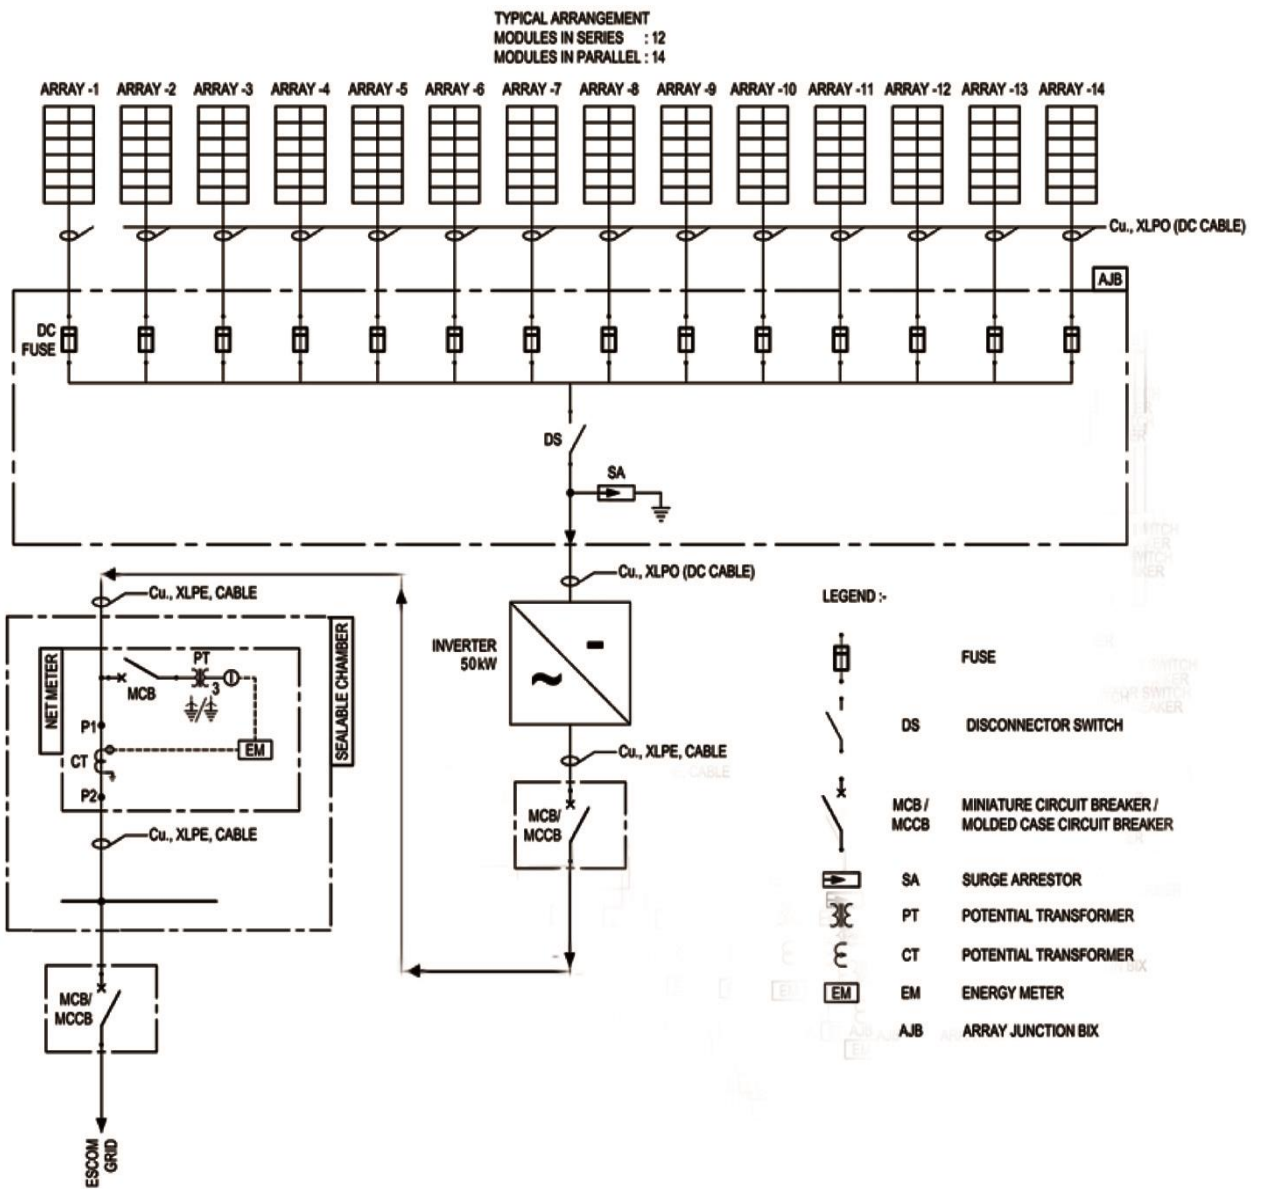 TYPICAL ARRANGEMENT
MODULES IN SERIES : 12
MODULES IN PARALLEL : 14
ARRAY -1 ARRAY -2 ARRAY -3 ARRAY -4 ARRAY -5 ARRAY -6 ARRAY -7 ARRAY -8 ARRAY -9 ARRAY -10 ARRAY -11 ARRAY -12 ARRAY -13 ARRAY -14
Cu., XLPO (DC CABLE)
AJB
DC
FUSE
DS
SA
Cu., XLPO (DC CABLE)
INVERTER
50kW
Cu., XLPE, CABLE
MCB/
MCCB
Cu., XLPE, CABLE
SEALABLE CHAMBER
NET METER
PT
3
MCB
P1
CT
EM
P2
Cu., XLPE, CABLE
MCB/
MCCB
ESCOM
GRID
LEGEND :-
FUSE
DS DISCONNECTOR SWITCH
MCB / MINIATURE CIRCUIT BREAKER /
MCCB MOLDED CASE CIRCUIT BREAKER
SA SURGE ARRESTOR
PT POTENTIAL TRANSFORMER
CT POTENTIAL TRANSFORMER
EM EM ENERGY METER
AJB ARRAY JUNCTION BIX